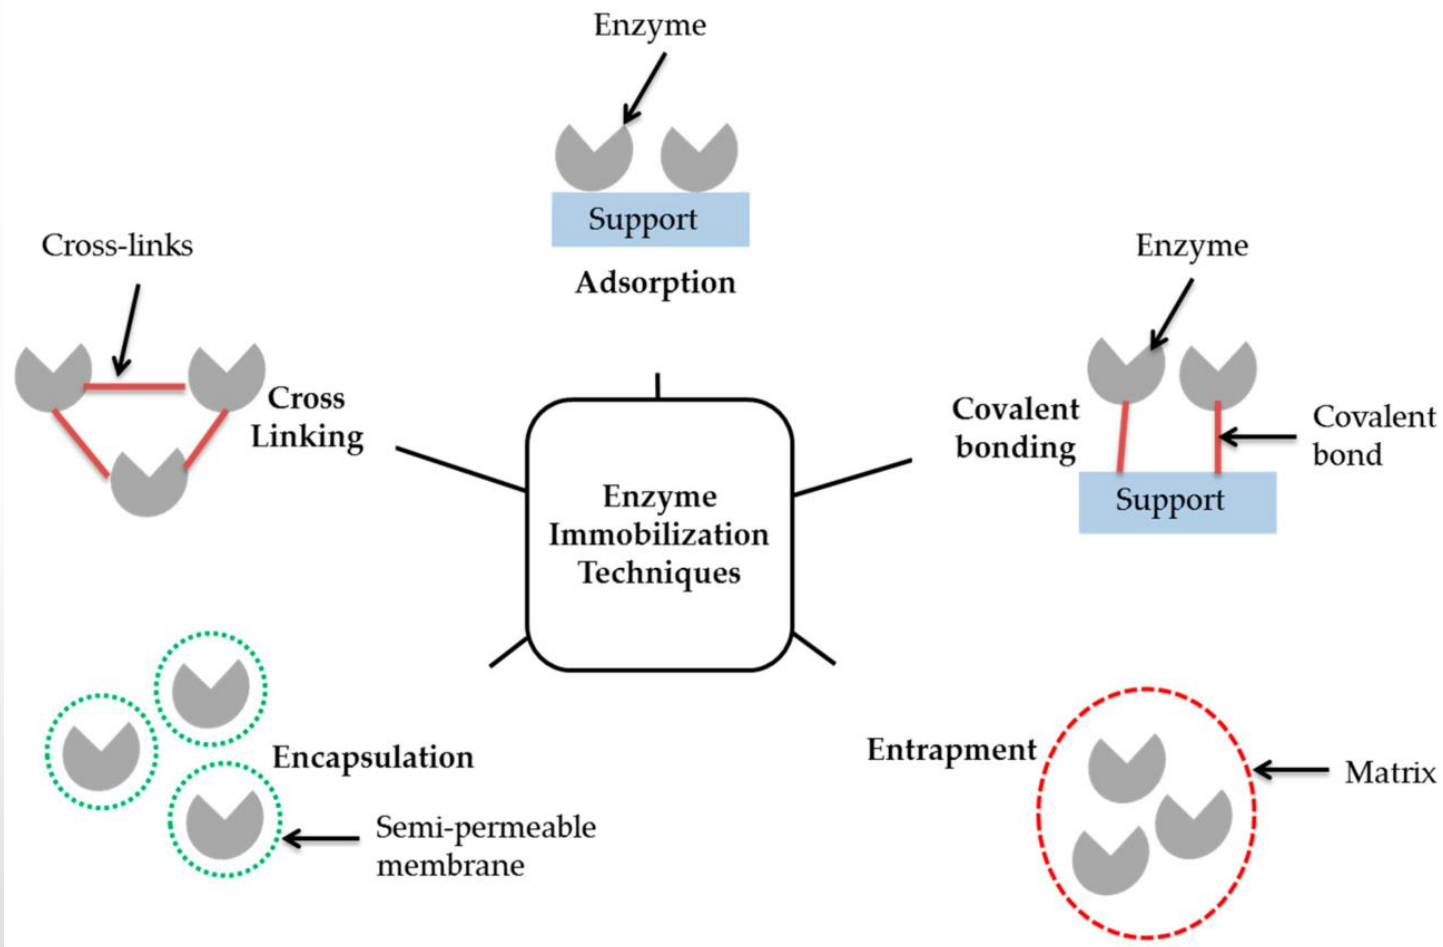 Enzyme
Support
Adsorption
Cross-links
Cross
Linking
Enzyme
Covalent
bonding
Covalent
bond
Support
Enzyme
Immobilization
Techniques
Encapsulation
Semi-permeable
membrane
Entrapment
Matrix